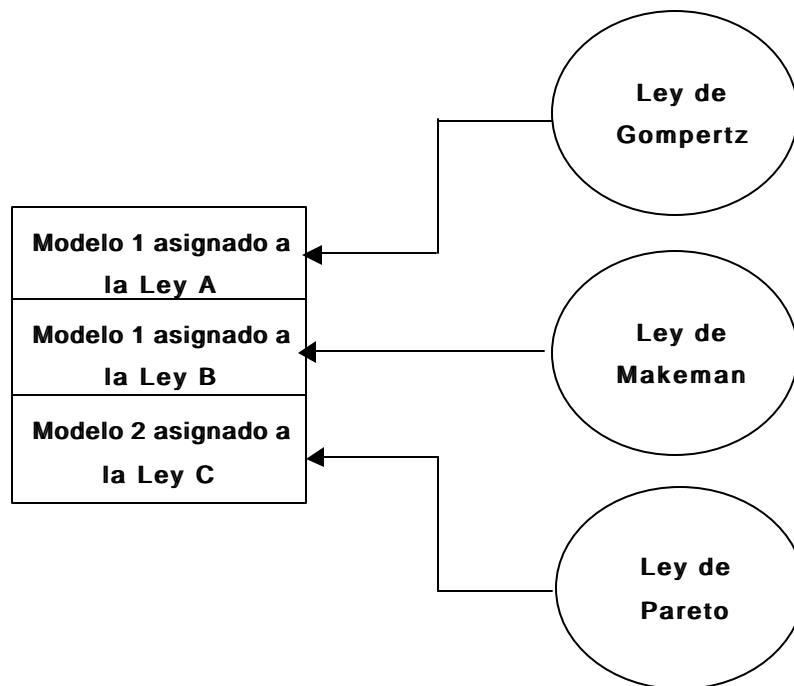 Ley de
Gompertz
Modelo 1 asignado a
la Ley A
Modelo 1 asignado a
la Ley B
Modelo 2 asignado a
la Ley C
Ley de
Makeman
Ley de
Pareto